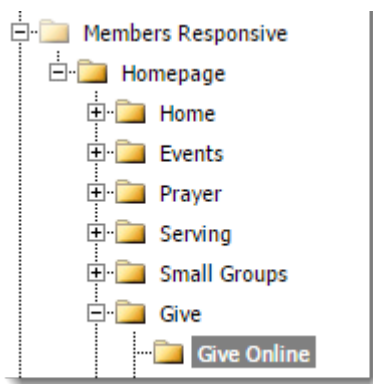 Members Responsive
Homepage
Home
Events
Prayer
Serving
Small Groups
Give
Give Online